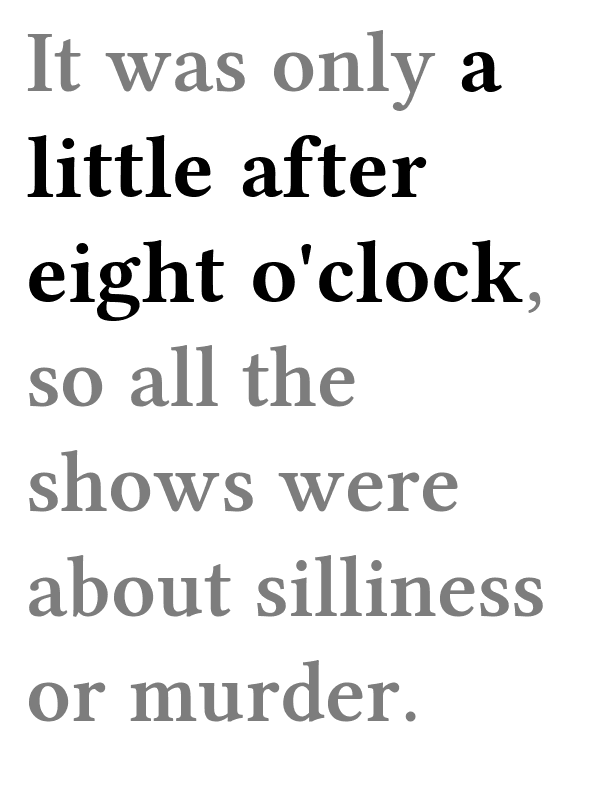 It was only a
little after
eight o'clock,
so all the
shows were
about silliness
or murder.